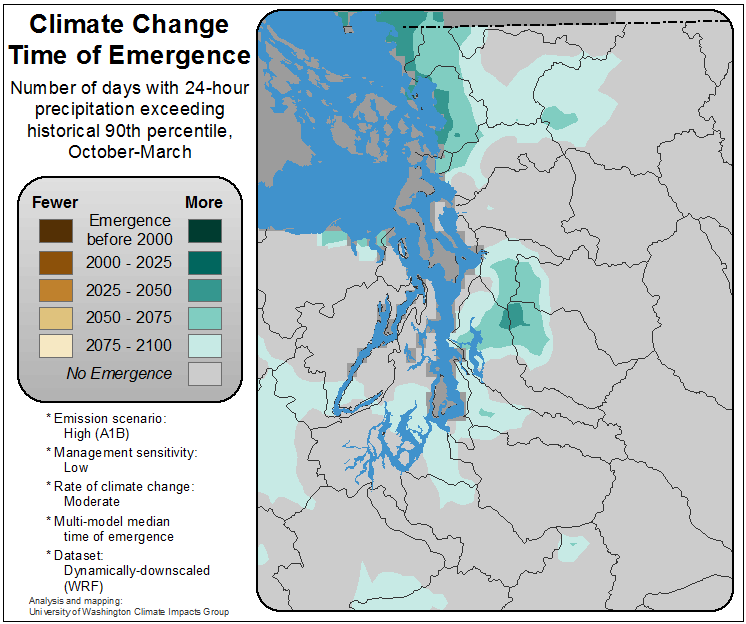 Climate Change
Time of Emergence
Number of days with 24-hour
precipitation exceeding
historical 90th percentile,
October-March
Fewer More
Emergence
before 2000
2000 - 2025
2025 - 2050
2050 - 2075
2075 - 2100
No Emergence
* Emission scenario:
High (A1B)
* Management sensitivity:
Low
* Rate of climate change:
Moderate
* Multi-model median
time of emergence
* Dataset:
Dynamically-downscaled
(WRF)
Analysis and mapping:
University of Washington Climate Impacts Group